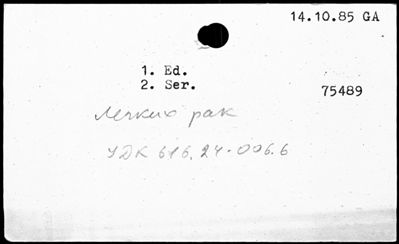 14.10.85 GA
1. Ed.
2. Ser.
75489
Легких рак
УДК 616.24-006.6